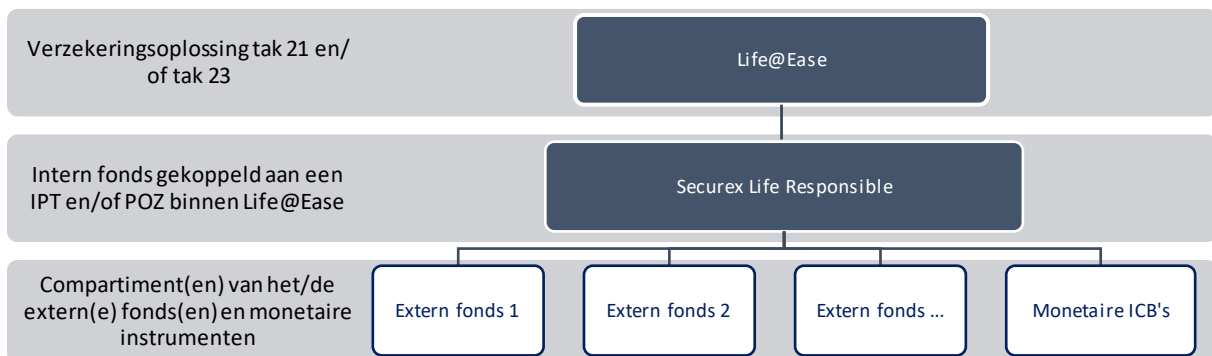 Verzekeringsoplossing tak 21 en/
of tak 23
Life@Ease
Intern fonds gekoppeld aan een
IPT en/of POZ binnen Life@Ease
Securex Life Responsible
Compartiment(en) van het/de
extern(e) fonds(en) en monetaire
instrumenten
Extern fonds 1
Extern fonds 2
Extern fonds ...
Monetaire ICB's